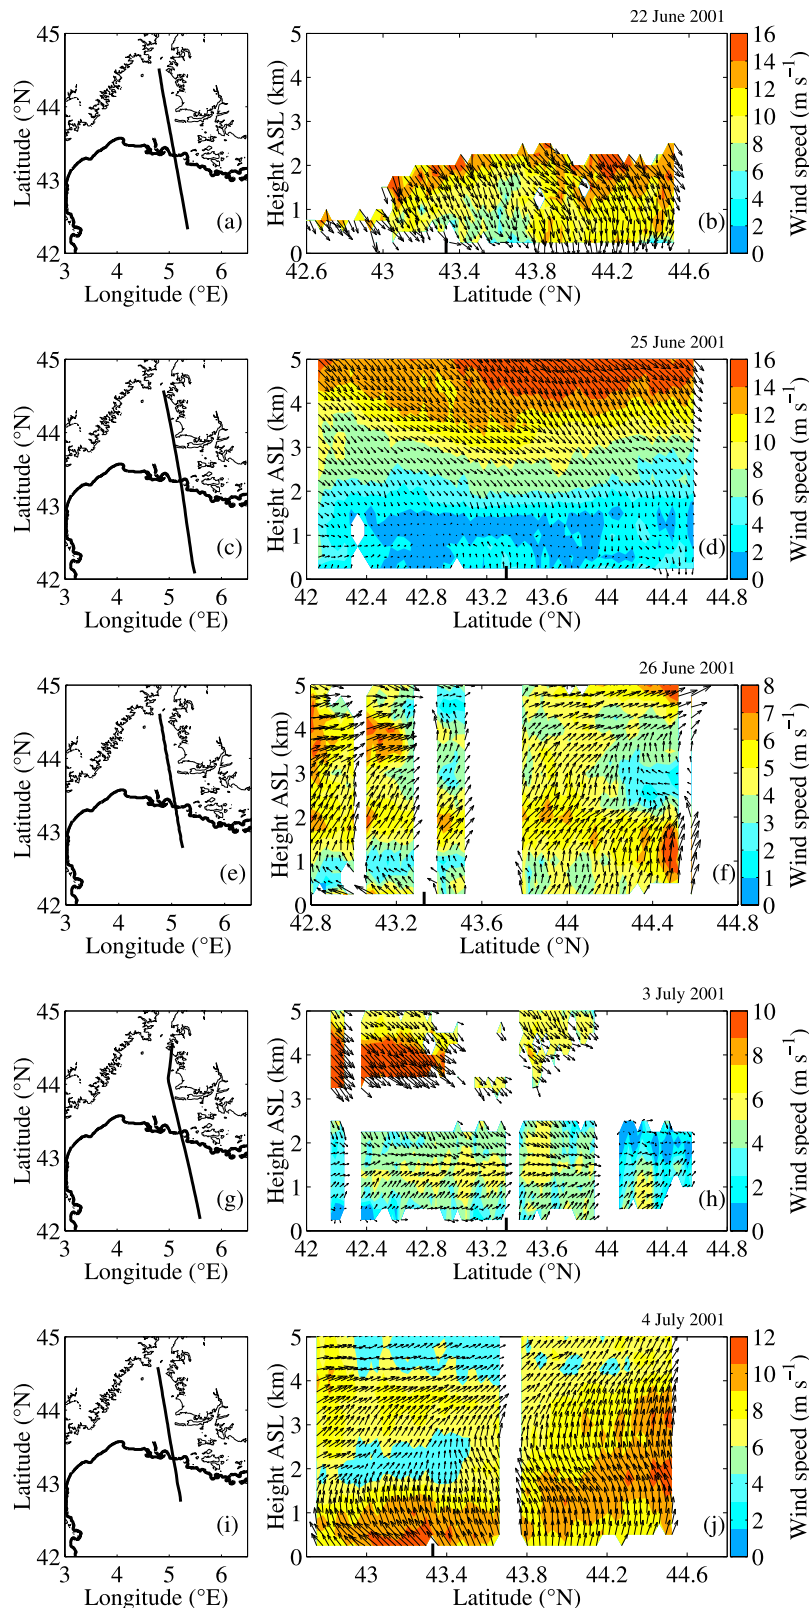 22 June 2001
45
44
43
42
3 4 5 6
Latitude (°N)
Longitude (°E)
(a)
5
4
3
2
1
0
42.6 43 43.4 43.8 44.2 44.6
Height ASL (km)
Latitude (°N)
(b)
16
14
12
10
8
6
4
2
0
Wind speed (m s⁻¹)
25 June 2001
45
44
43
42
3 4 5 6
Latitude (°N)
Longitude (°E)
(c)
5
4
3
2
1
0
42 42.4 42.8 43.2 43.6 44 44.4 44.8
Height ASL (km)
Latitude (°N)
(d)
16
14
12
10
8
6
4
2
0
Wind speed (m s⁻¹)
26 June 2001
45
44
43
42
3 4 5 6
Latitude (°N)
Longitude (°E)
(e)
5
4
3
2
1
0
42.8 43.2 43.6 44 44.4 44.8
Height ASL (km)
Latitude (°N)
(f)
8
7
6
5
4
3
2
1
0
Wind speed (m s⁻¹)
3 July 2001
45
44
43
42
3 4 5 6
Latitude (°N)
Longitude (°E)
(g)
5
4
3
2
1
0
42 42.4 42.8 43.2 43.6 44 44.4 44.8
Height ASL (km)
Latitude (°N)
(h)
10
8
6
4
2
1
0
Wind speed (m s⁻¹)
4 July 2001
45
44
43
42
3 4 5 6
Latitude (°N)
Longitude (°E)
(i)
5
4
3
2
1
0
43 43.4 43.8 44.2 44.6
Height ASL (km)
Latitude (°N)
(j)
12
10
8
6
4
2
1
0
Wind speed (m s⁻¹)